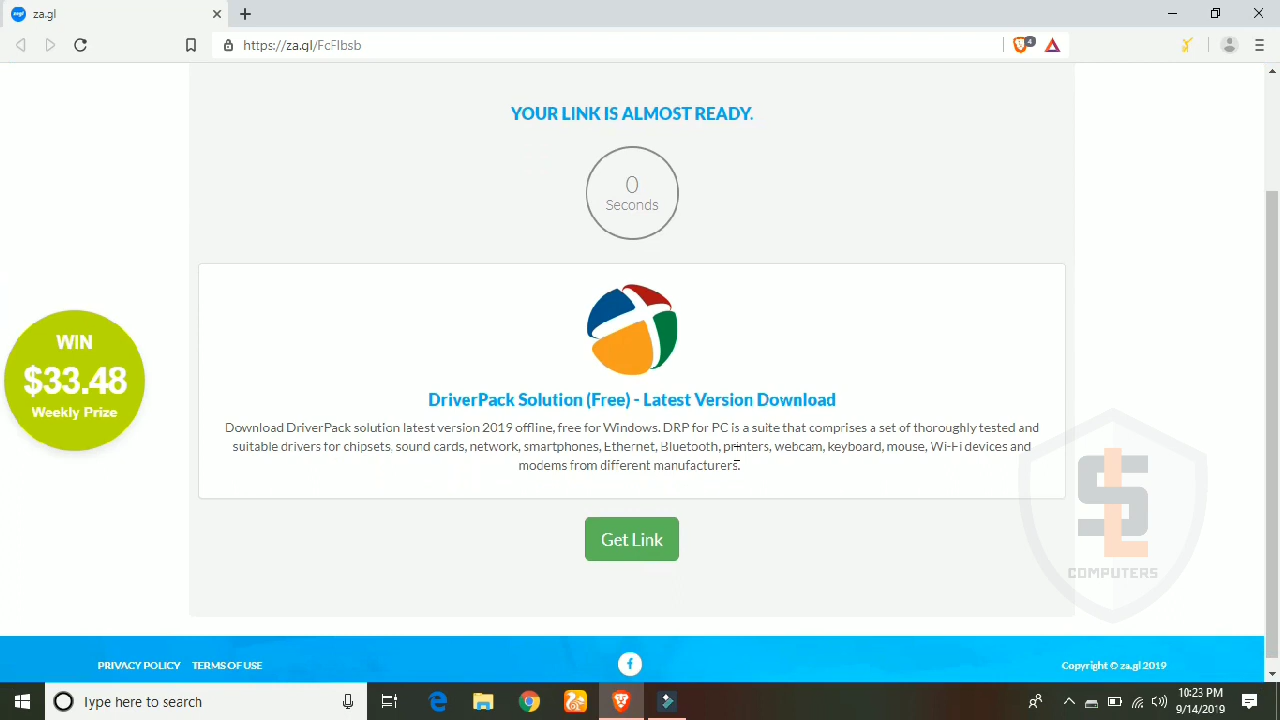 za.gl
https://za.gl/FcFlbsb
4
YOUR LINK IS ALMOST READY.
0
Seconds
WIN
$33.48
Weekly Prize
DriverPack Solution (Free) - Latest Version Download
Download DriverPack solution latest version 2019 offline, free for Windows. DRP for PC is a suite that comprises a set of thoroughly tested and
suitable drivers for chipsets, sound cards, network, smartphones, Ethernet, Bluetooth, printers, webcam, keyboard, mouse, Wi-Fi devices and
modems from different manufacturers.
Get Link
SL
COMPUTERS
PRIVACY POLICY TERMS OF USE
Copyright © za.gl 2019
Type here to search
10:23 PM
9/14/2019